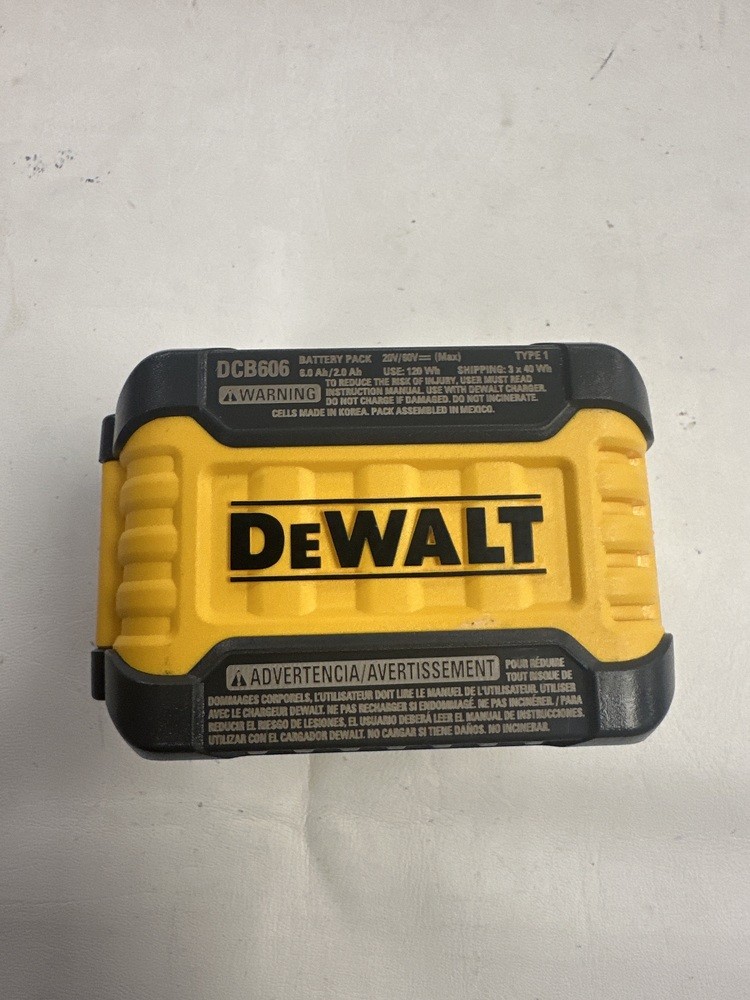 DCB606 BATTERY PACK 20V/60V⎓ (Max) TYPE 1
6.0 Ah/2.0 Ah USE: 120 Wh SHIPPING: 3 x 40 Wh
⚠WARNING TO REDUCE THE RISK OF INJURY, USER MUST READ
INSTRUCTION MANUAL. USE WITH DEWALT CHARGER.
DO NOT CHARGE IF DAMAGED. DO NOT INCINERATE.
CELLS MADE IN KOREA. PACK ASSEMBLED IN MEXICO.
DEWALT
⚠ADVERTENCIA/AVERTISSEMENT POUR RÉDUIRE
TOUT RISQUE DE
DOMMAGES CORPORELS, L'UTILISATEUR DOIT LIRE LE MANUEL DE L'UTILISATEUR. UTILISER
AVEC LE CHARGEUR DEWALT. NE PAS RECHARGER SI ENDOMMAGÉ. NE PAS INCINÉRER. / PARA
REDUCIR EL RIESGO DE LESIONES, EL USUARIO DEBERÁ LEER EL MANUAL DE INSTRUCCIONES.
UTILIZAR CON EL CARGADOR DEWALT. NO CARGAR SI TIENE DAÑOS. NO INCINERAR.